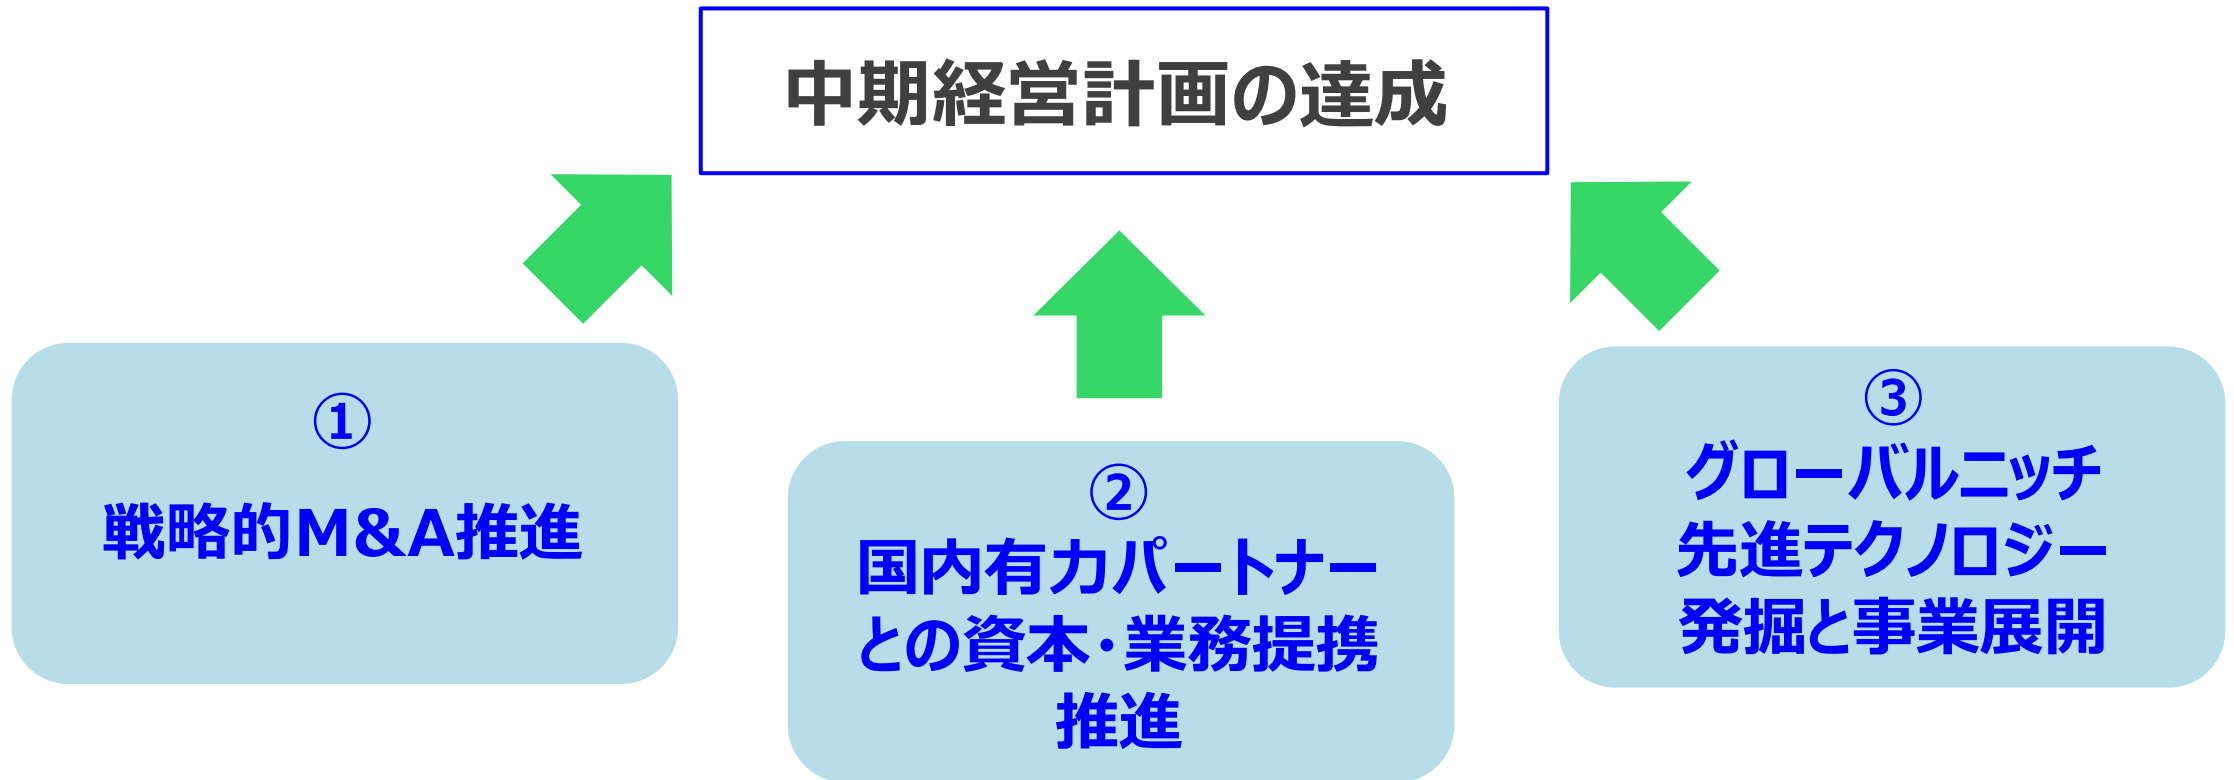 中期経営計画の達成
①
戦略的M&A推進
②
国内有力パートナー
との資本・業務提携
推進
③
グローバルニッチ
先進テクノロジー
発掘と事業展開